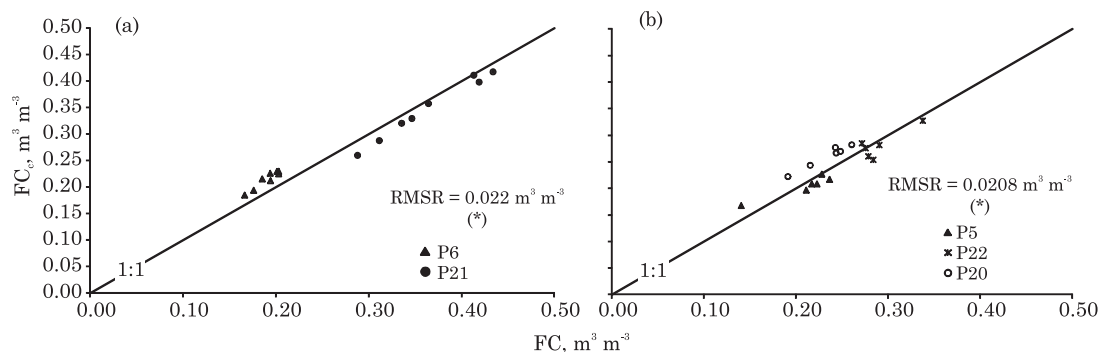 (a)
0.50
0.45
0.40
0.35
0.30
0.25
0.20
0.15
0.10
0.05
0.00
FCc, m³ m⁻³
RMSR = 0.022 m³ m⁻³
(*)
P6
P21
1:1
0.00 0.10 0.20 0.30 0.40 0.50
(b)
RMSR = 0.0208 m³ m⁻³
(*)
P5
P22
P20
1:1
0.00 0.10 0.20 0.30 0.40 0.50
FC, m³ m⁻³